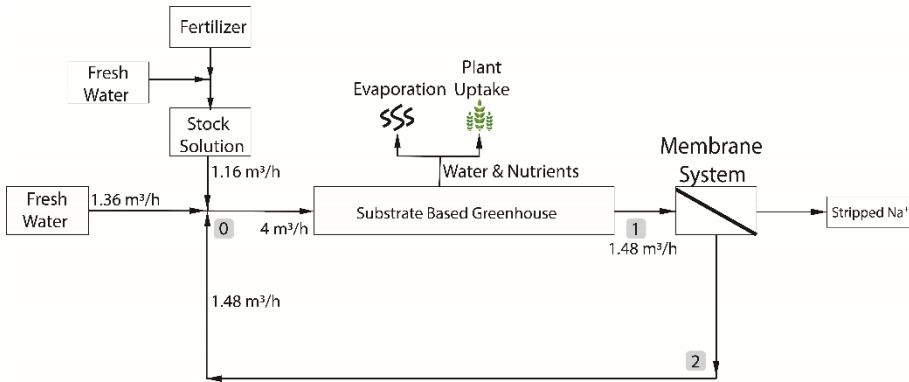 Fertilizer
Fresh
Water
Stock
Solution
1.16 m³/h
Fresh
Water
1.36 m³/h
0
4 m³/h
Evaporation
Plant
Uptake
Water & Nutrients
Substrate Based Greenhouse
1
1.48 m³/h
Membrane
System
Stripped Na⁺
1.48 m³/h
2